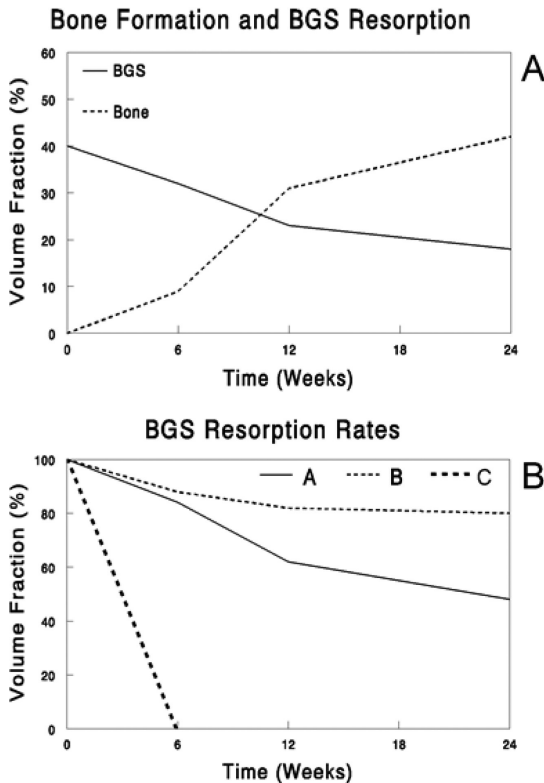 Bone Formation and BGS Resorption
A
60
BGS
50
Bone
40
30
20
10
0
0 6 12 18 24
Volume Fraction (%)
Time (Weeks)
BGS Resorption Rates
B
100
A B C
80
60
40
20
0
0 6 12 18 24
Volume Fraction (%)
Time (Weeks)